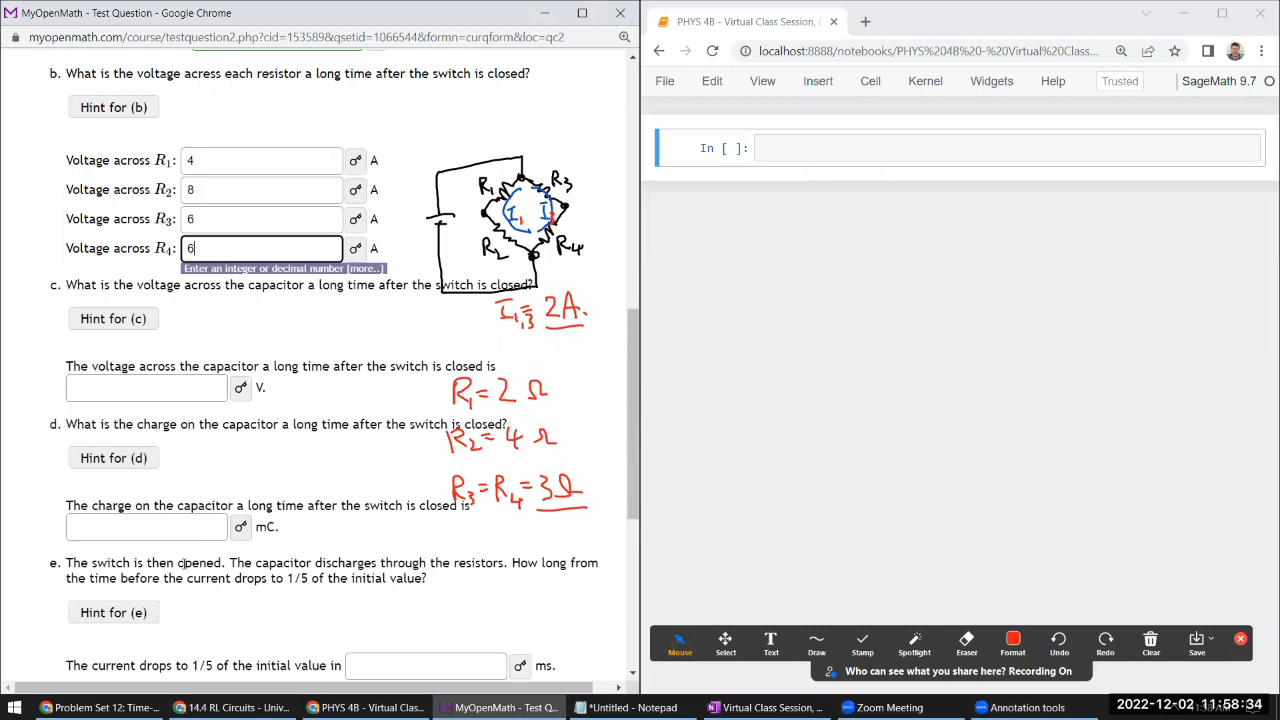 MyOpenMath - Test Question - Google Chrome
myopenmath.com/course/testquestion2.php?cid=153589&qsetid=1066544&formn=curqform&loc=qc2
b. What is the voltage acress each resistor a long time after the switch is closed?
Hint for (b)
Voltage across R1: 4 A
Voltage across R2: 8 A
Voltage across R3: 6 A
Voltage across R4: 6 A
Enter an integer or decimal number [more..]
R1 R3
I1 I
R2 R4
c. What is the voltage across the capacitor a long time after the switch is closed?
Hint for (c)
I1,3 = 2A.
The voltage across the capacitor a long time after the switch is closed is
V.
R1 = 2 Ω
d. What is the charge on the capacitor a long time after the switch is closed?
R2 = 4 Ω
Hint for (d)
R3 = R4 = 3Ω
The charge on the capacitor a long time after the switch is closed is
mC.
e. The switch is then opened. The capacitor discharges through the resistors. How long from
the time before the current drops to 1/5 of the initial value?
Hint for (e)
The current drops to 1/5 of the initial value in ms.
PHYS 4B - Virtual Class Session, (
localhost:8888/notebooks/PHYS%204B%20-%20Virtual%20Class...
File Edit View Insert Cell Kernel Widgets Help Trusted SageMath 9.7
In [ ]:
Mouse Select Text Draw Stamp Spotlight Eraser Format Undo Redo Clear Save
Who can see what you share here? Recording On
Problem Set 12: Time-... 14.4 RL Circuits - Univ... PHYS 4B - Virtual Clas... MyOpenMath - Test Q... *Untitled - Notepad Virtual Class Session, ... Zoom Meeting Annotation tools
2022-12-02 11:58:34